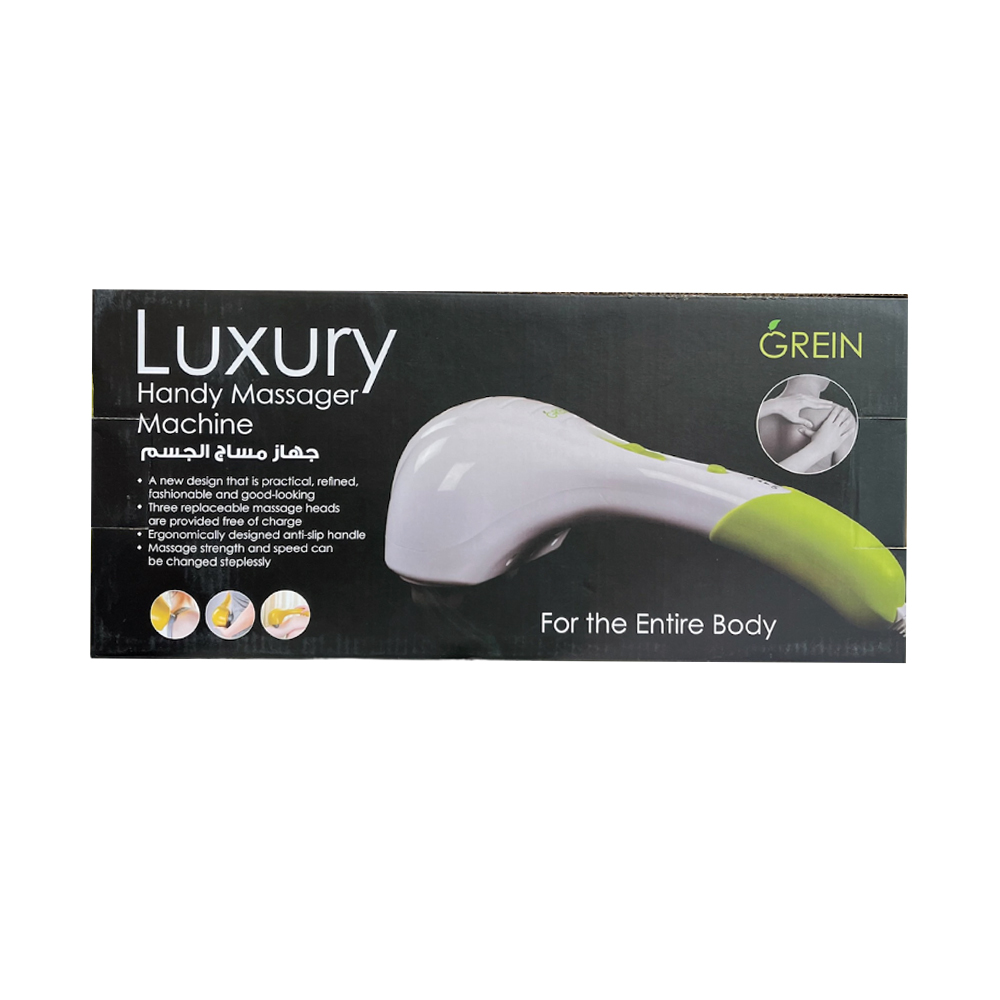 Luxury
Handy Massager
Machine
جهاز مساج الجسم
• A new design that is practical, refined,
fashionable and good-looking
• Three replaceable massage heads
are provided free of charge
• Ergonomically designed anti-slip handle
• Massage strength and speed can
be changed steplessly
GREIN
GREIN
For the Entire Body